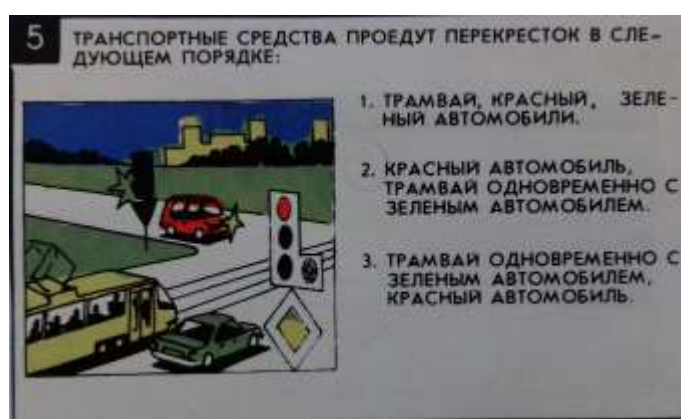 5
ТРАНСПОРТНЫЕ СРЕДСТВА ПРОЕДУТ ПЕРЕКРЕСТОК В СЛЕ-
ДУЮЩЕМ ПОРЯДКЕ:
1. ТРАМВАЙ, КРАСНЫЙ, ЗЕЛЕ-
НЫЙ АВТОМОБИЛИ.
2. КРАСНЫЙ АВТОМОБИЛЬ,
ТРАМВАЙ ОДНОВРЕМЕННО С
ЗЕЛЕНЫМ АВТОМОБИЛЕМ.
3. ТРАМВАЙ ОДНОВРЕМЕННО С
ЗЕЛЕНЫМ АВТОМОБИЛЕМ,
КРАСНЫЙ АВТОМОБИЛЬ.